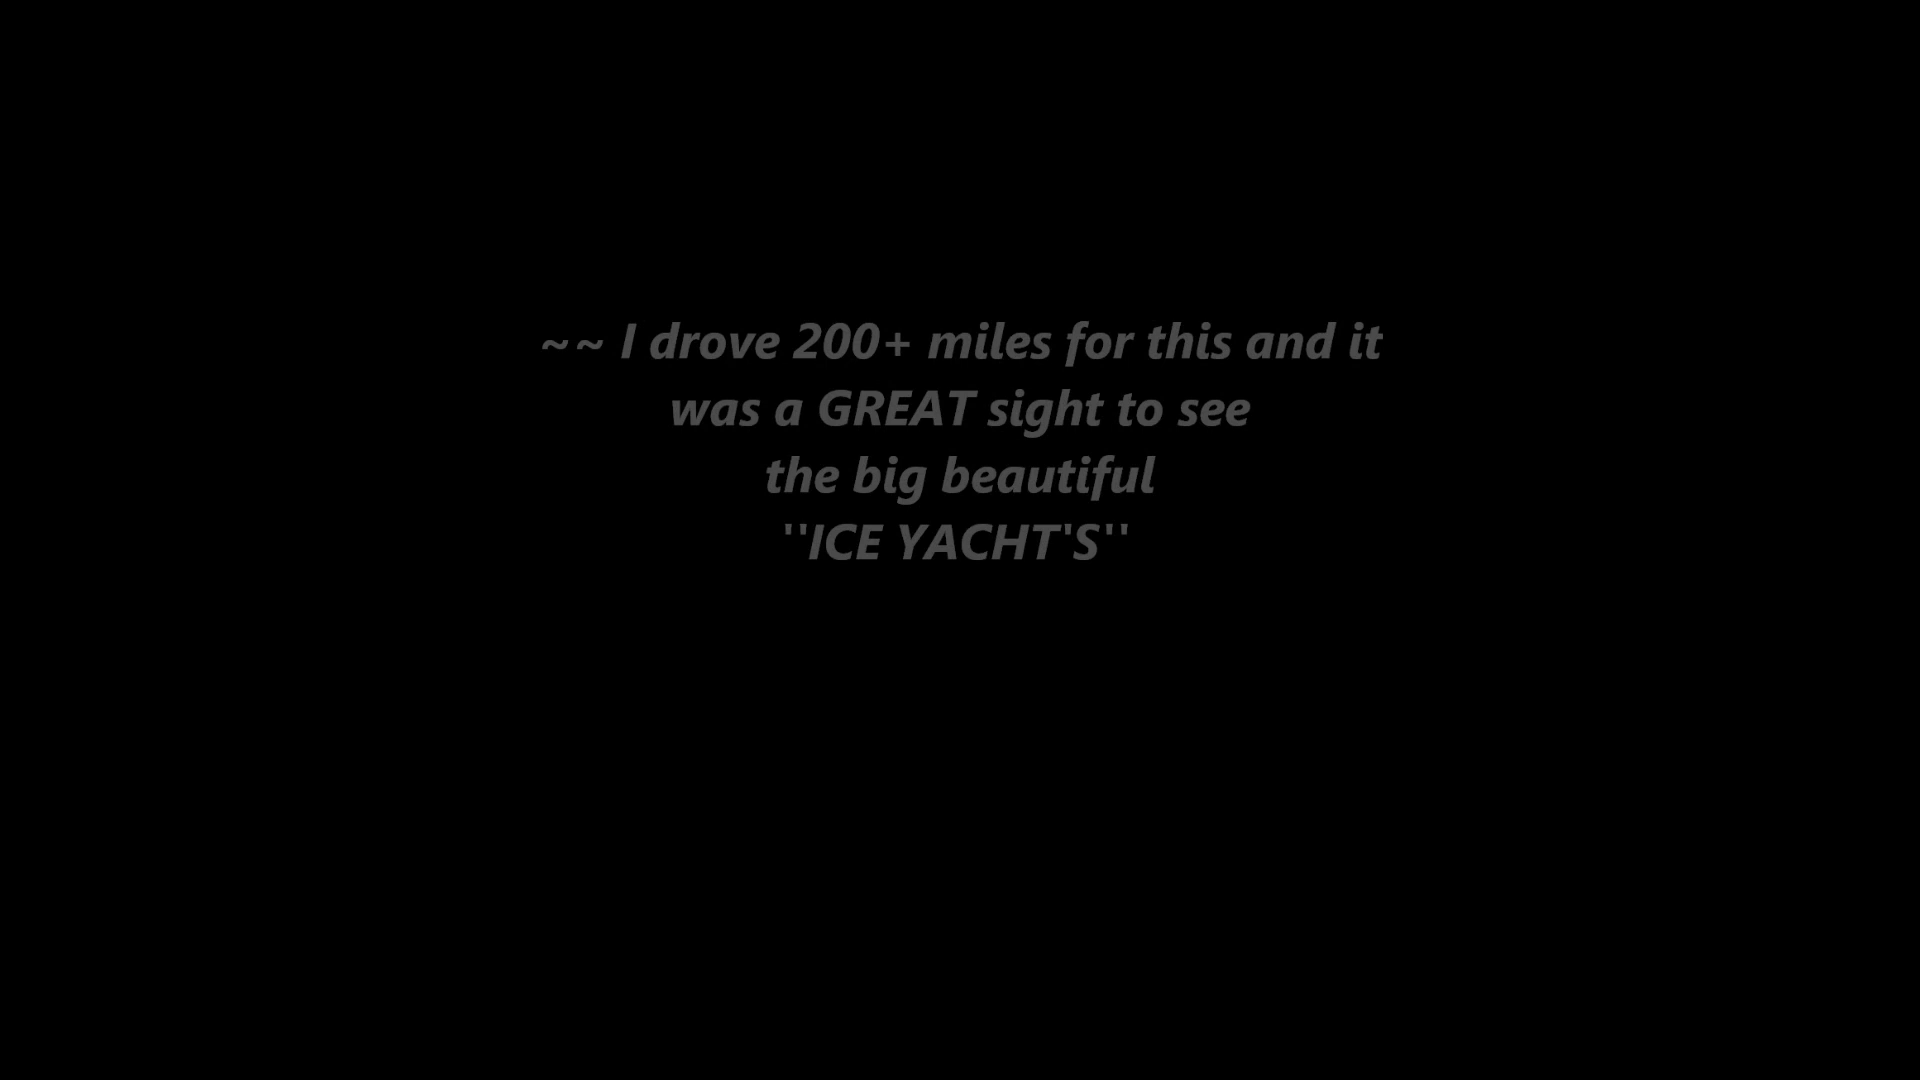 ~~ I drove 200+ miles for this and it
was a GREAT sight to see
the big beautiful
''ICE YACHT'S''